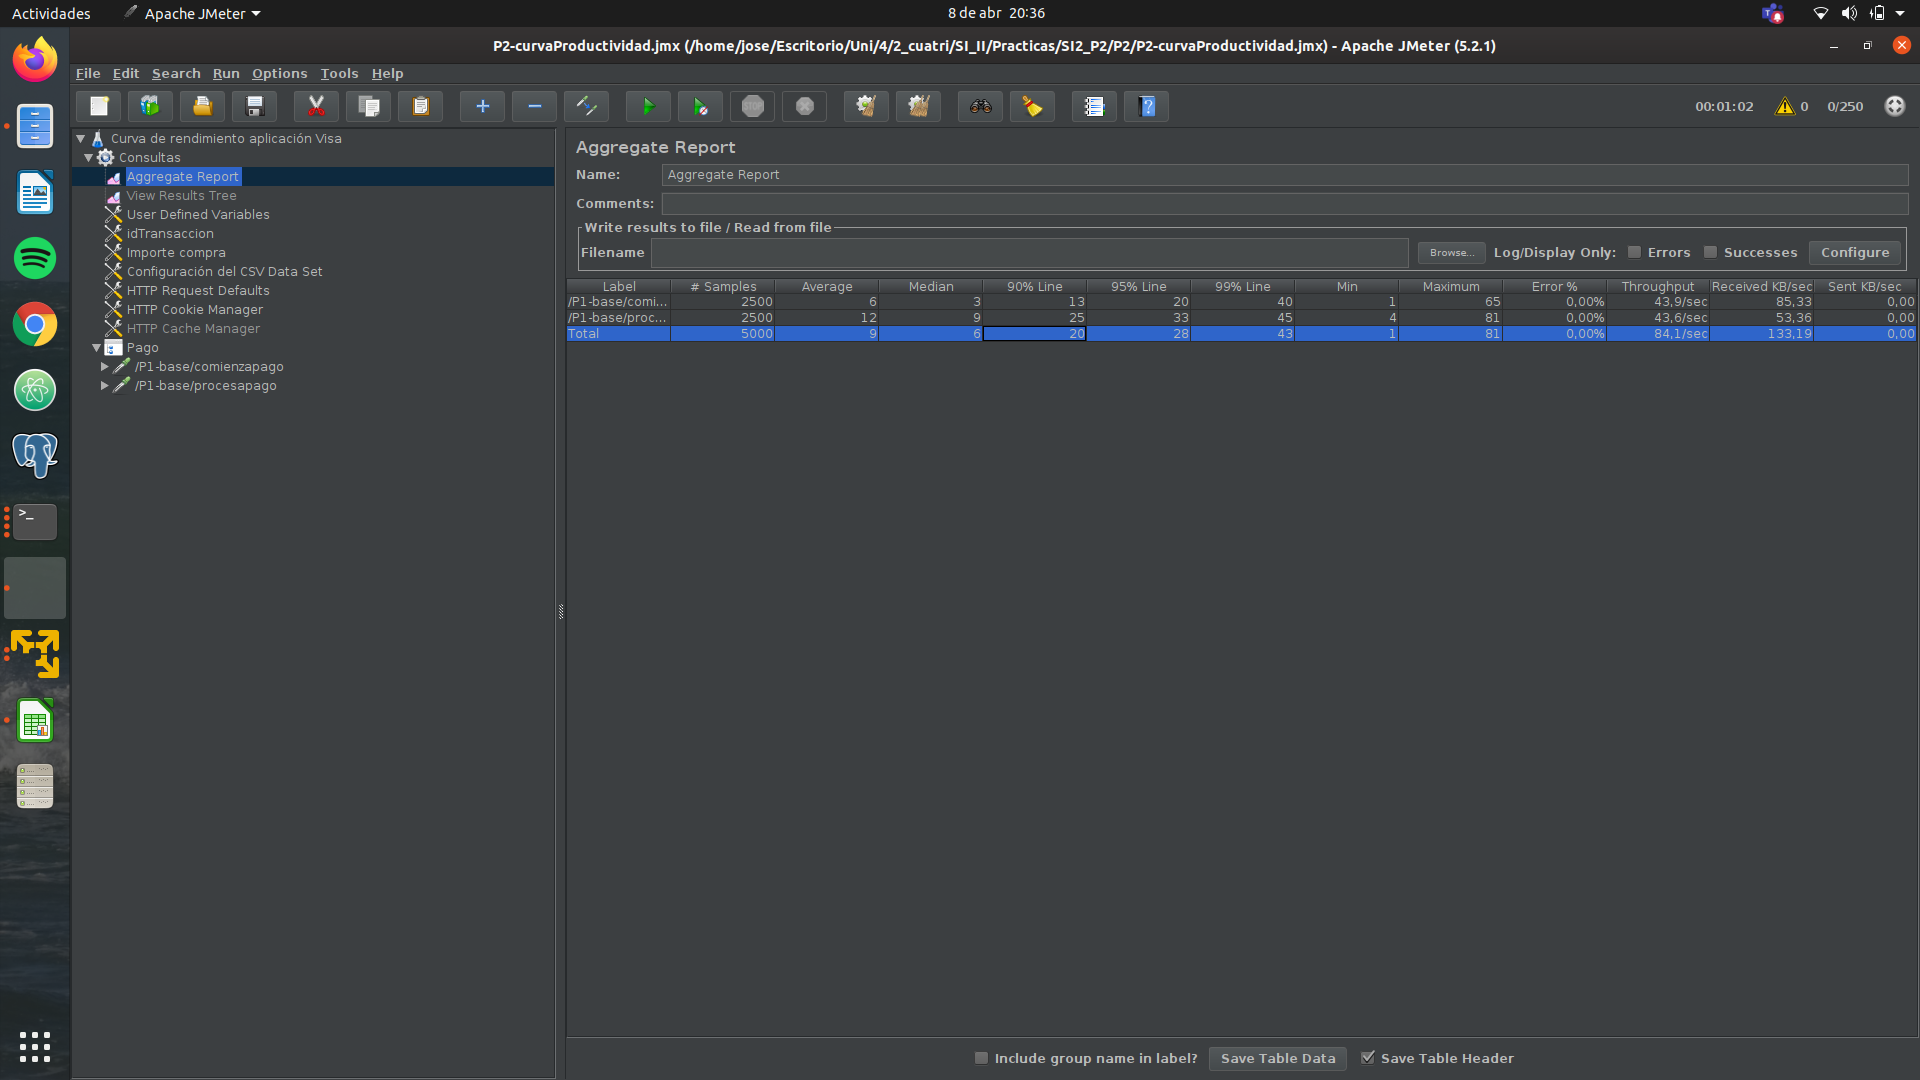 Actividades
Apache JMeter
8 de abr 20:36
P2-curvaProductividad.jmx (/home/jose/Escritorio/Uni/4/2_cuatri/SI_II/Practicas/SI2_P2/P2/P2-curvaProductividad.jmx) - Apache JMeter (5.2.1)
File Edit Search Run Options Tools Help
00:01:02 0 0/250
Curva de rendimiento aplicación Visa
Consultas
Aggregate Report
View Results Tree
User Defined Variables
idTransaccion
Importe compra
Configuración del CSV Data Set
HTTP Request Defaults
HTTP Cookie Manager
HTTP Cache Manager
Pago
/P1-base/comienzapago
/P1-base/procesapago
Aggregate Report
Name: Aggregate Report
Comments:
Write results to file / Read from file
Filename Browse... Log/Display Only: Errors Successes Configure
Label # Samples Average Median 90% Line 95% Line 99% Line Min Maximum Error % Throughput Received KB/sec Sent KB/sec
/P1-base/comi... 2500 6 3 13 20 40 1 65 0,00% 43,9/sec 85,33 0,00
/P1-base/proc... 2500 12 9 25 33 45 4 81 0,00% 43,6/sec 53,36 0,00
Total 5000 9 6 20 28 43 1 81 0,00% 84,1/sec 133,19 0,00
Include group name in label? Save Table Data Save Table Header